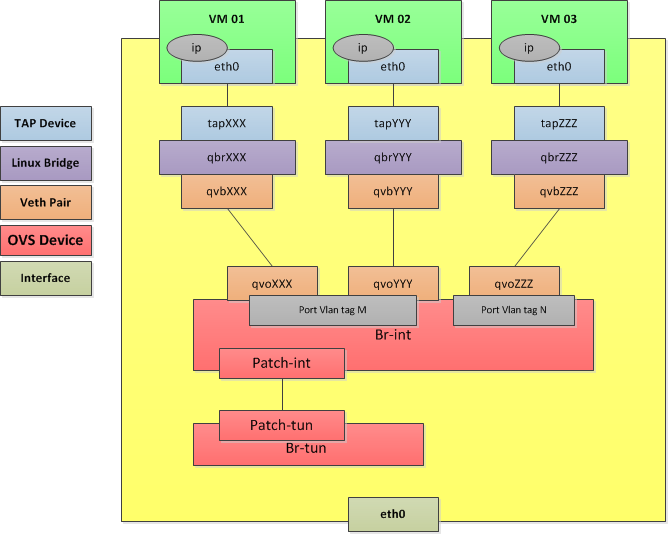 VM 01
VM 02
VM 03
ip
ip
ip
eth0
eth0
eth0
TAP Device
tapXXX
tapYYY
tapZZZ
Linux Bridge
qbrXXX
qbrYYY
qbrZZZ
Veth Pair
qvbXXX
qvbYYY
qvbZZZ
OVS Device
Interface
qvoXXX
qvoYYY
qvoZZZ
Port Vlan tag M
Port Vlan tag N
Br-int
Patch-int
Patch-tun
Br-tun
eth0